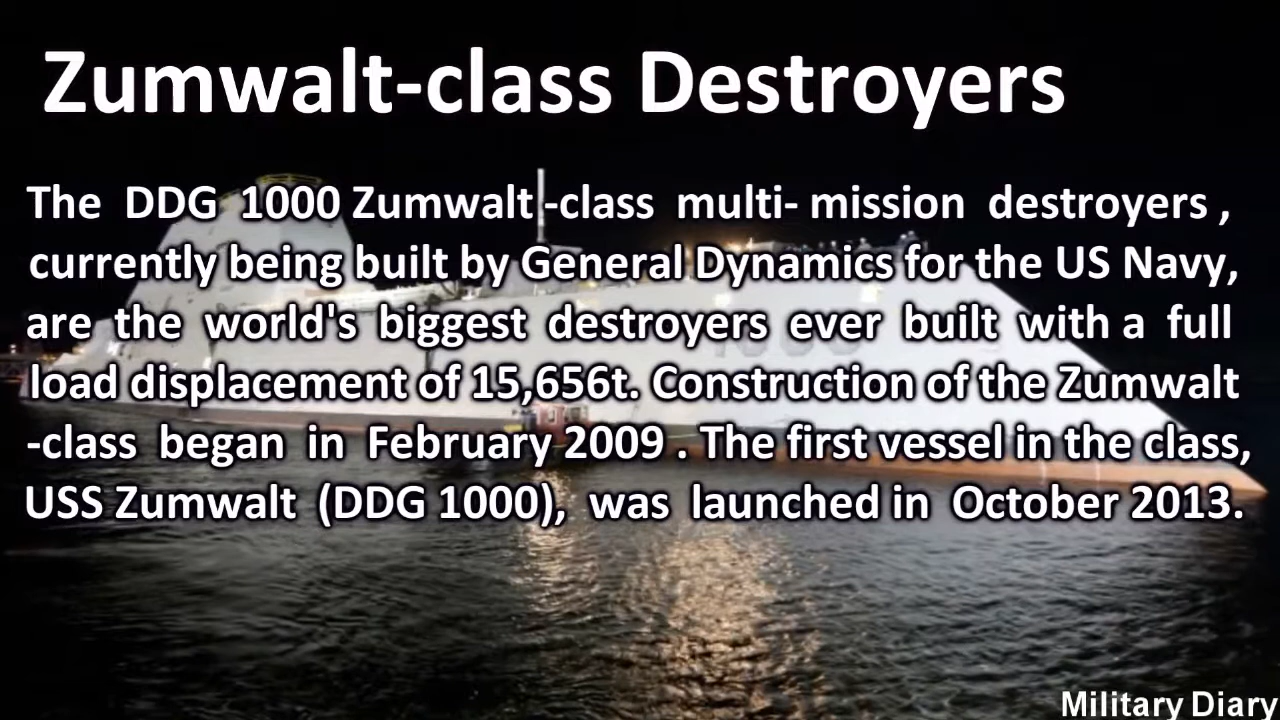 Zumwalt-class Destroyers
The DDG 1000 Zumwalt -class multi- mission destroyers ,
currently being built by General Dynamics for the US Navy,
are the world's biggest destroyers ever built with a full
load displacement of 15,656t. Construction of the Zumwalt
-class began in February 2009 . The first vessel in the class,
USS Zumwalt (DDG 1000), was launched in October 2013.
Military Diary